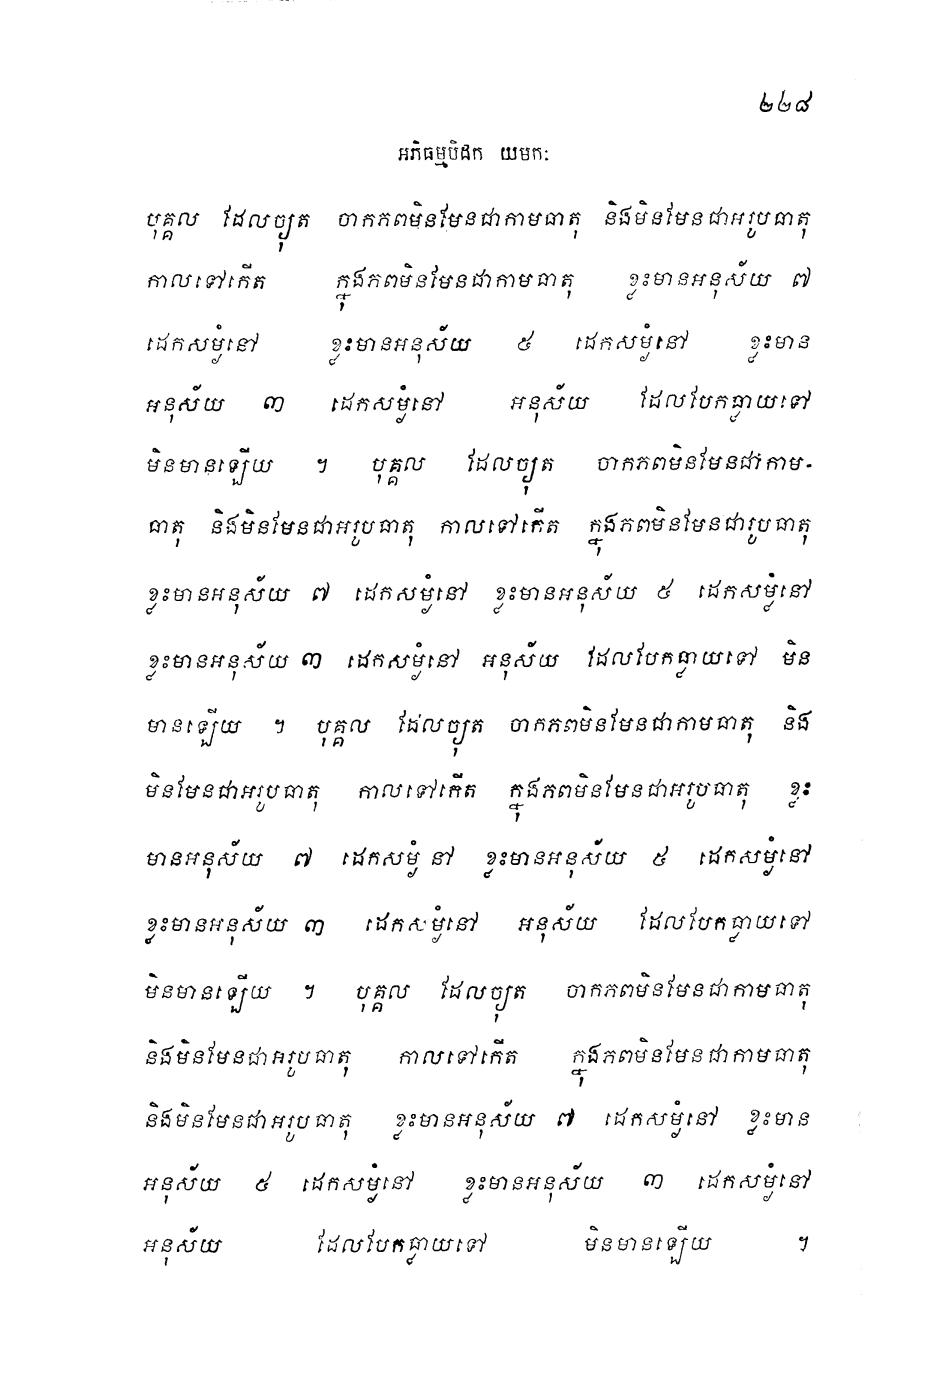 ២២៨
អភិធម្មបិដក យមកៈ
បុគ្គល ដែលច្យុត ចាកភពមិនមែនជាកាមធាតុ និងមិនមែនជាអរូបធាតុ
កាលទៅកើត ក្នុងភពមិនមែនជាកាមធាតុ ខ្លះមានអនុស័យ ៧
ដេកសម្ងំនៅ ខ្លះមានអនុស័យ ៥ ដេកសម្ងំនៅ ខ្លះមាន
អនុស័យ ៣ ដេកសម្ងំនៅ អនុស័យ ដែលបែកធ្លាយទៅ
មិនមានឡើយ ។ បុគ្គល ដែលច្យុត ចាកភពមិនមែនជាកាម-
ធាតុ និងមិនមែនជាអរូបធាតុ កាលទៅកើត ក្នុងភពមិនមែនជារូបធាតុ
ខ្លះមានអនុស័យ ៧ ដេកសម្ងំនៅ ខ្លះមានអនុស័យ ៥ ដេកសម្ងំនៅ
ខ្លះមានអនុស័យ ៣ ដេកសម្ងំនៅ អនុស័យ ដែលបែកធ្លាយទៅ មិន
មានឡើយ ។ បុគ្គល ដែលច្យុត ចាកភពមិនមែនជាកាមធាតុ និង
មិនមែនជាអរូបធាតុ កាលទៅកើត ក្នុងភពមិនមែនជាអរូបធាតុ ខ្លះ
មានអនុស័យ ៧ ដេកសម្ងំនៅ ខ្លះមានអនុស័យ ៥ ដេកសម្ងំនៅ
ខ្លះមានអនុស័យ ៣ ដេកសម្ងំនៅ អនុស័យ ដែលបែកធ្លាយទៅ
មិនមានឡើយ ។ បុគ្គល ដែលច្យុត ចាកភពមិនមែនជាកាមធាតុ
និងមិនមែនជាអរូបធាតុ កាលទៅកើត ក្នុងភពមិនមែនជាកាមធាតុ
និងមិនមែនជាអរូបធាតុ ខ្លះមានអនុស័យ ៧ ដេកសម្ងំនៅ ខ្លះមាន
អនុស័យ ៥ ដេកសម្ងំនៅ ខ្លះមានអនុស័យ ៣ ដេកសម្ងំនៅ
អនុស័យ ដែលបែកធ្លាយទៅ មិនមានឡើយ ។